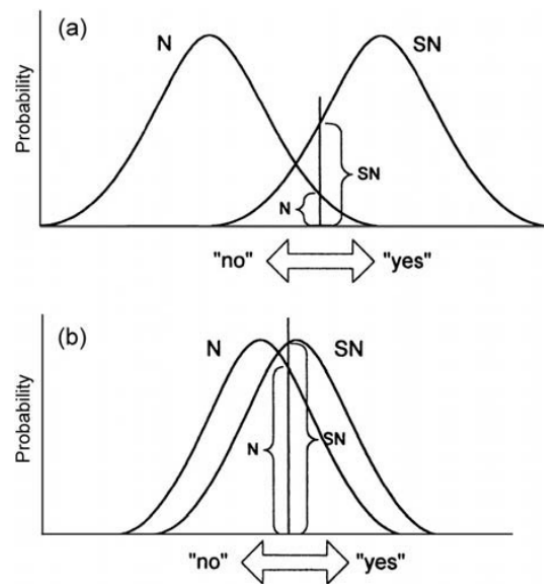 (a)
N
SN
Probability
SN
N
"no"
"yes"
(b)
N
SN
Probability
N
SN
"no"
"yes"